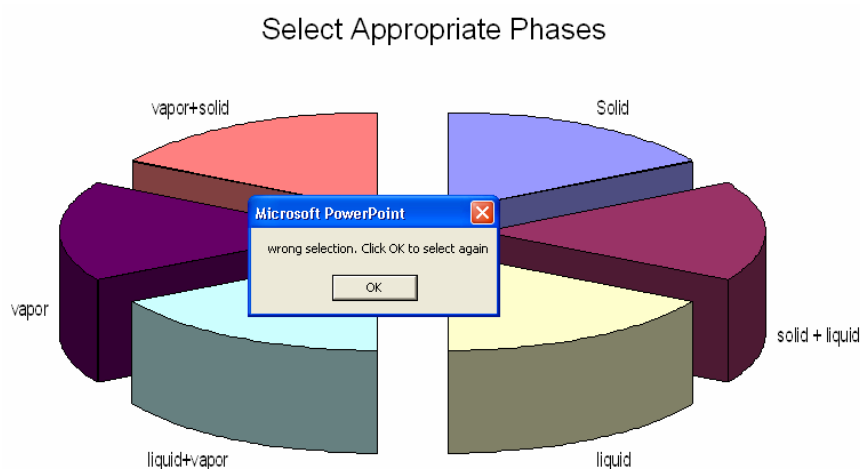 Select Appropriate Phases
vapor+solid
Solid
Microsoft PowerPoint
wrong selection. Click OK to select again
OK
vapor
solid + liquid
liquid+vapor
liquid